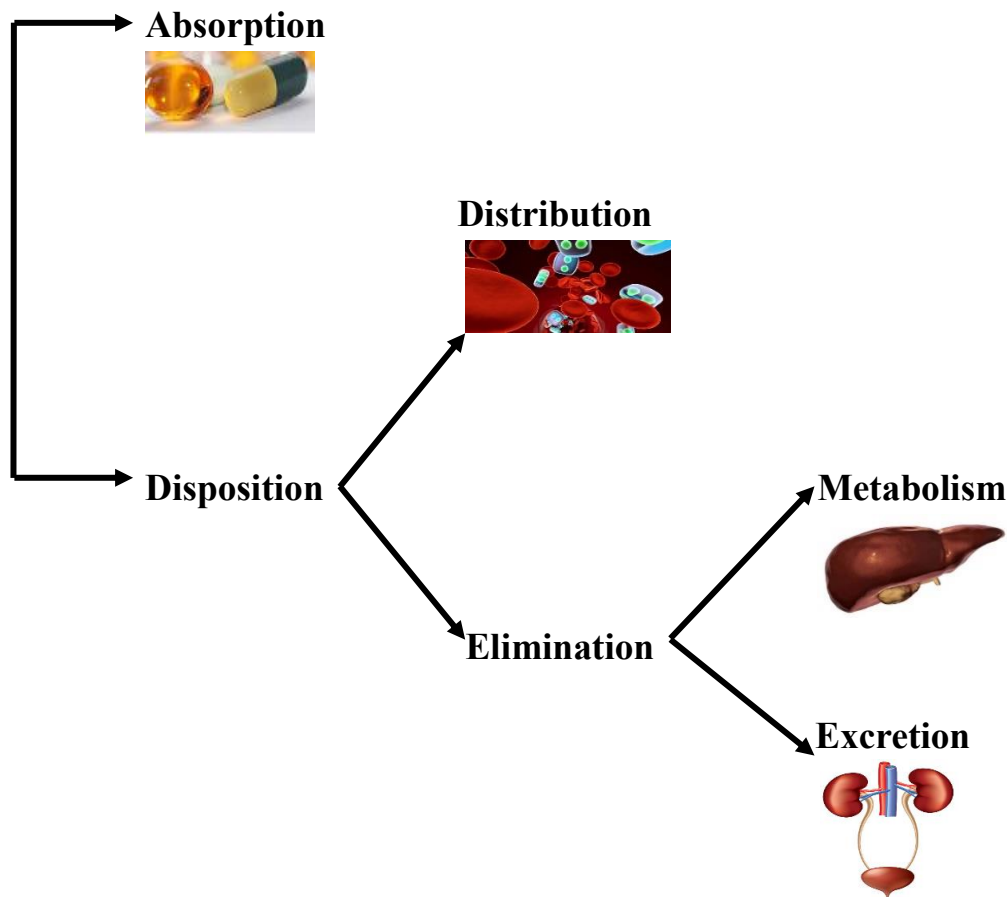 Absorption
Distribution
Disposition
Metabolism
Elimination
Excretion